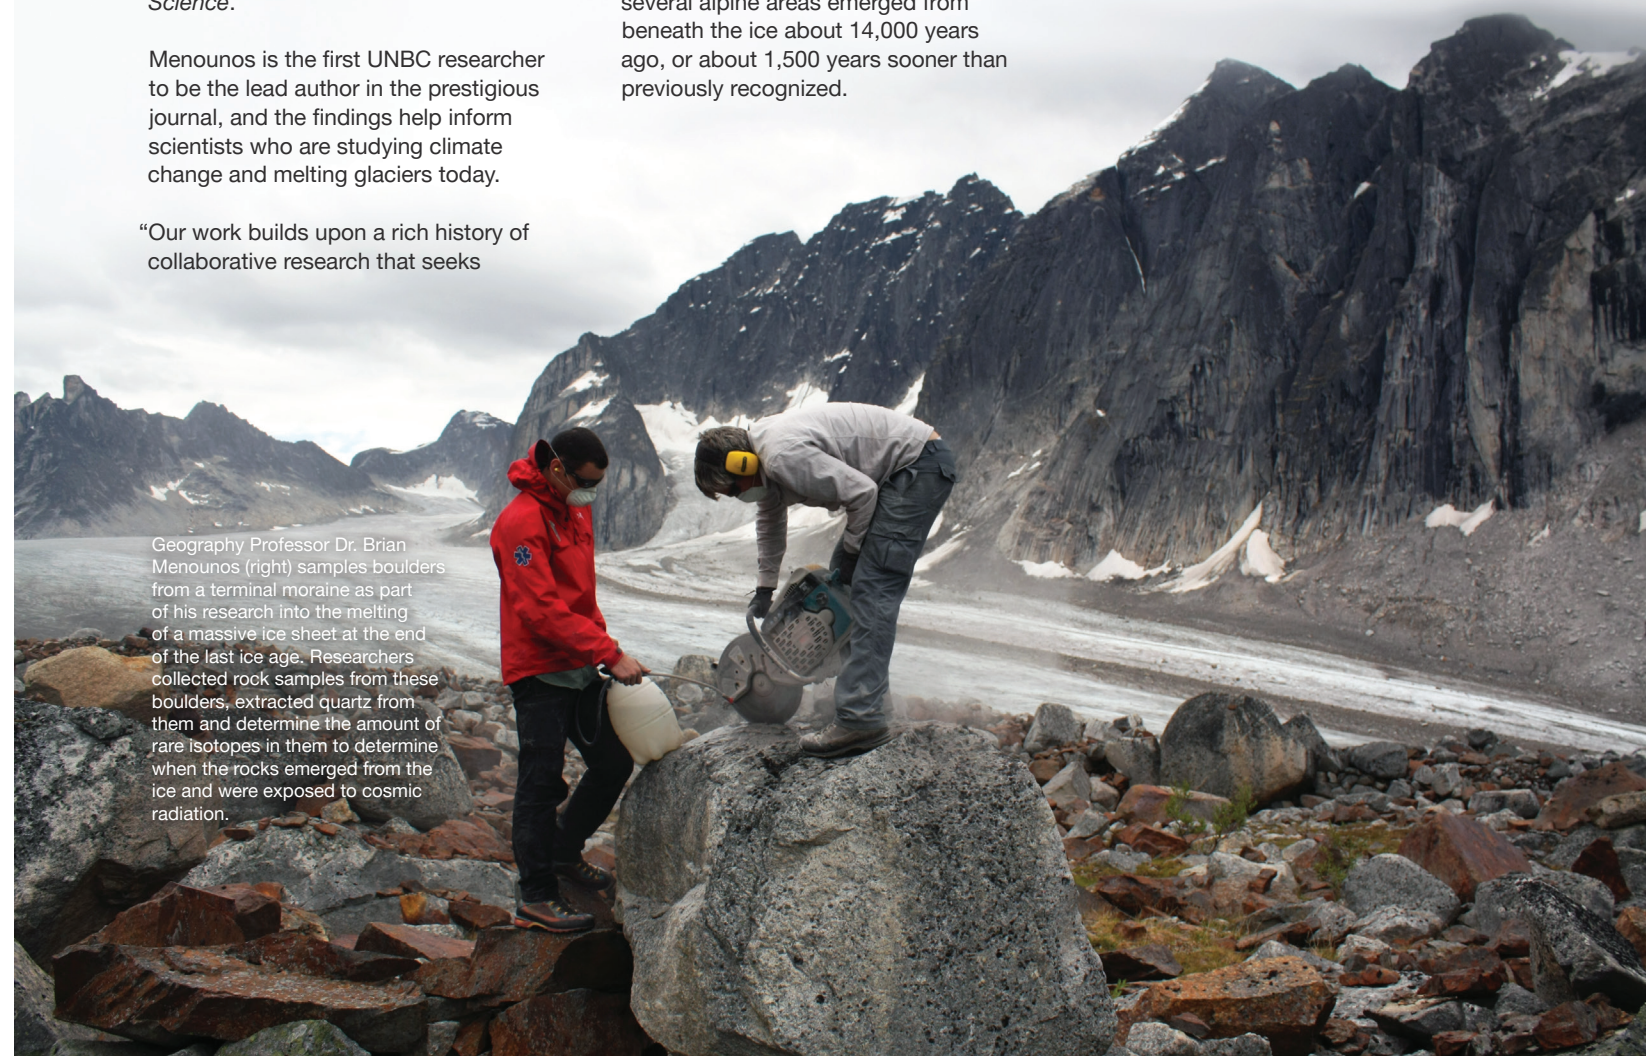 Science.
Menounos is the first UNBC researcher
to be the lead author in the prestigious
journal, and the findings help inform
scientists who are studying climate
change and melting glaciers today.
“Our work builds upon a rich history of
collaborative research that seeks
several alpine areas emerged from
beneath the ice about 14,000 years
ago, or about 1,500 years sooner than
previously recognized.
Geography Professor Dr. Brian
Menounos (right) samples boulders
from a terminal moraine as part
of his research into the melting
of a massive ice sheet at the end
of the last ice age. Researchers
collected rock samples from these
boulders, extracted quartz from
them and determine the amount of
rare isotopes in them to determine
when the rocks emerged from the
ice and were exposed to cosmic
radiation.